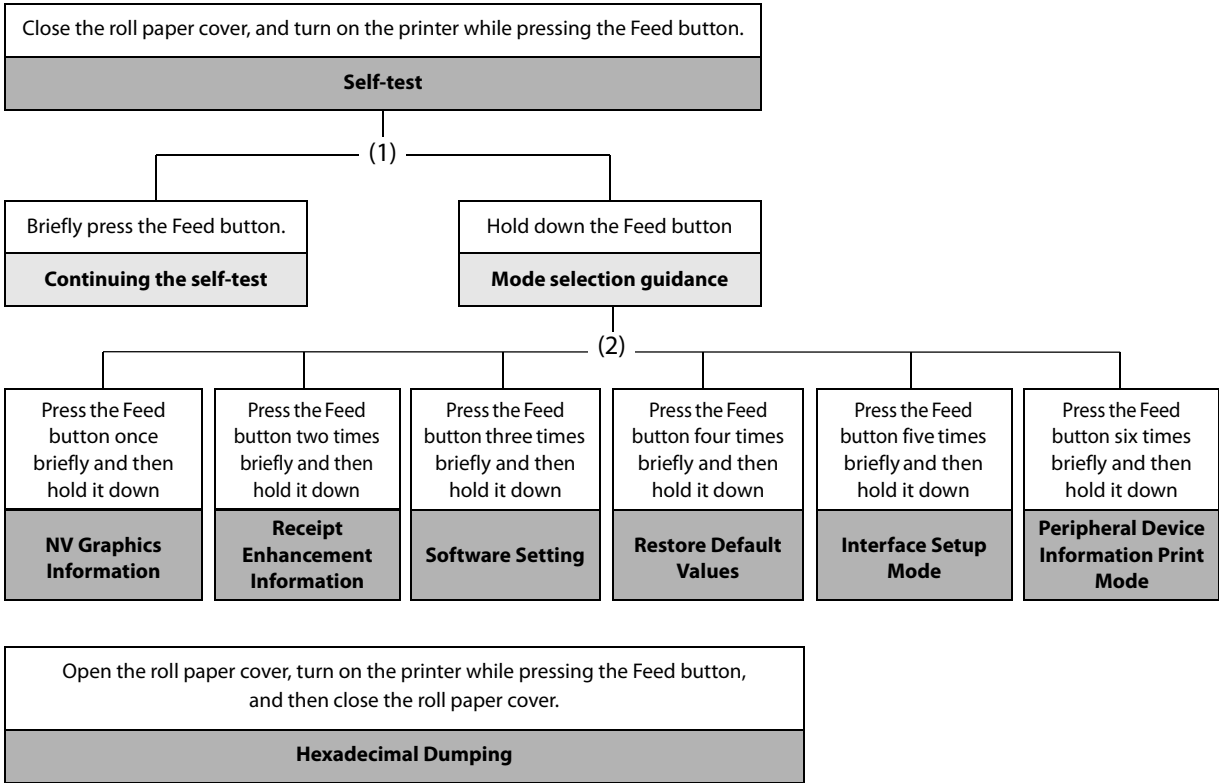 Close the roll paper cover, and turn on the printer while pressing the Feed button.
Self-test
(1)
Briefly press the Feed button.
Continuing the self-test
Hold down the Feed button
Mode selection guidance
(2)
Press the Feed
button once
briefly and then
hold it down
NV Graphics
Information
Press the Feed
button two times
briefly and then
hold it down
Receipt
Enhancement
Information
Press the Feed
button three times
briefly and then
hold it down
Software Setting
Press the Feed
button four times
briefly and then
hold it down
Restore Default
Values
Press the Feed
button five times
briefly and then
hold it down
Interface Setup
Mode
Press the Feed
button six times
briefly and then
hold it down
Peripheral Device
Information Print
Mode
Open the roll paper cover, turn on the printer while pressing the Feed button,
and then close the roll paper cover.
Hexadecimal Dumping